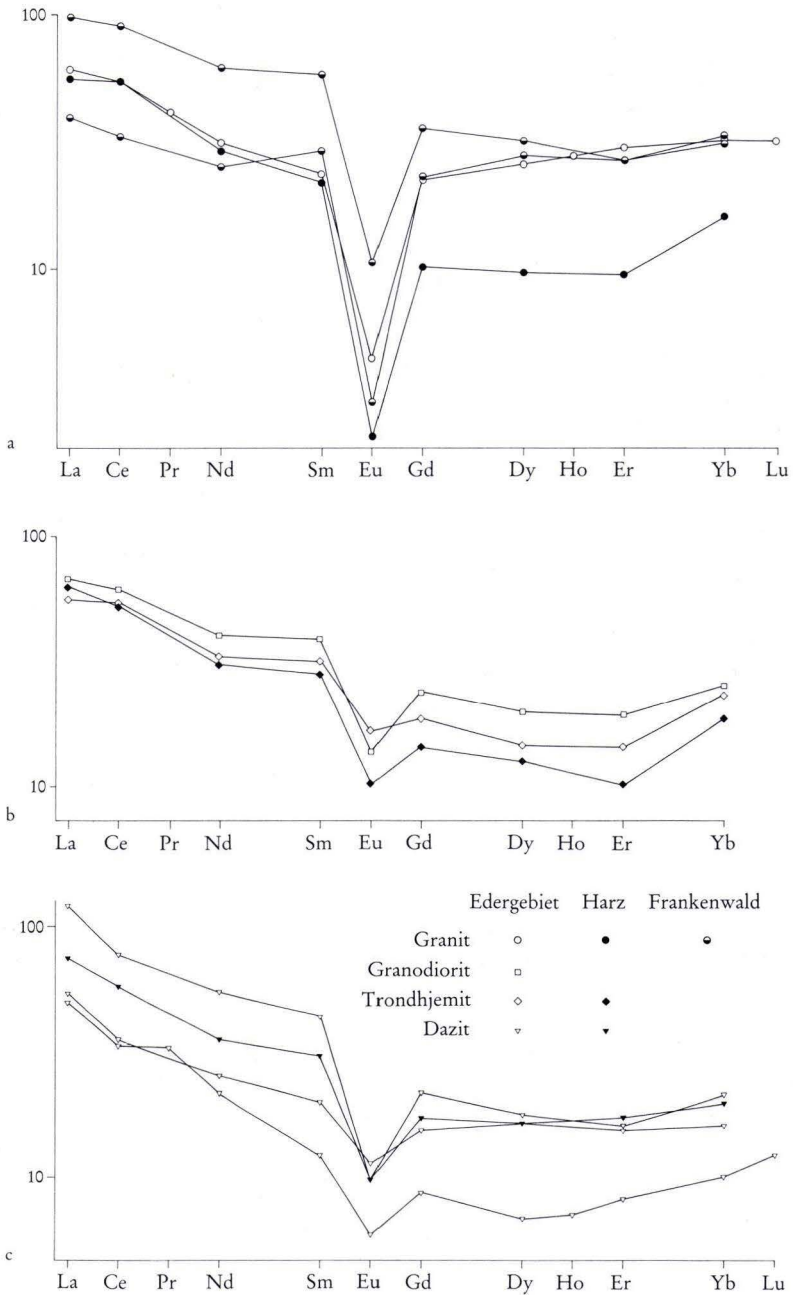 100
10
a
La Ce Pr Nd Sm Eu Gd Dy Ho Er Yb Lu
100
10
b
La Ce Pr Nd Sm Eu Gd Dy Ho Er Yb
Edergebiet Harz Frankenwald
100
Granit
Granodiorit
Trondhjemit
Dazit
10
c
La Ce Pr Nd Sm Eu Gd Dy Ho Er Yb Lu